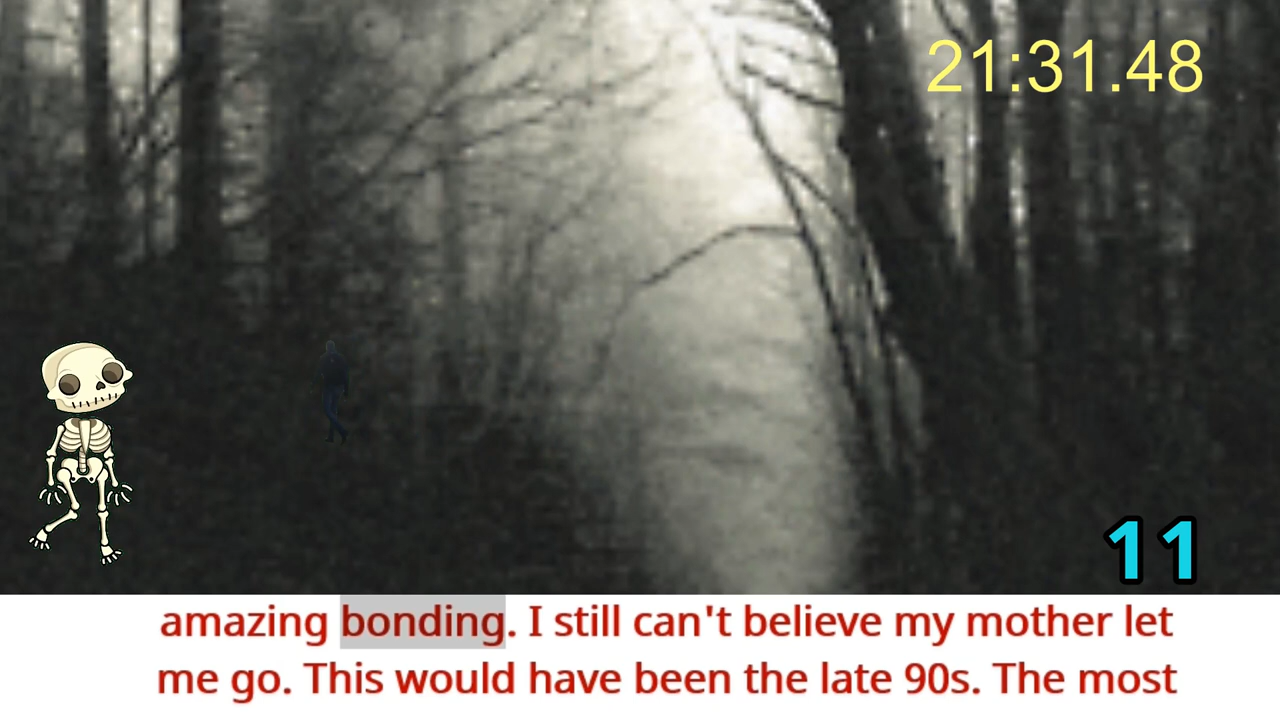 21:31.48
11
amazing bonding. I still can't believe my mother let
me go. This would have been the late 90s. The most